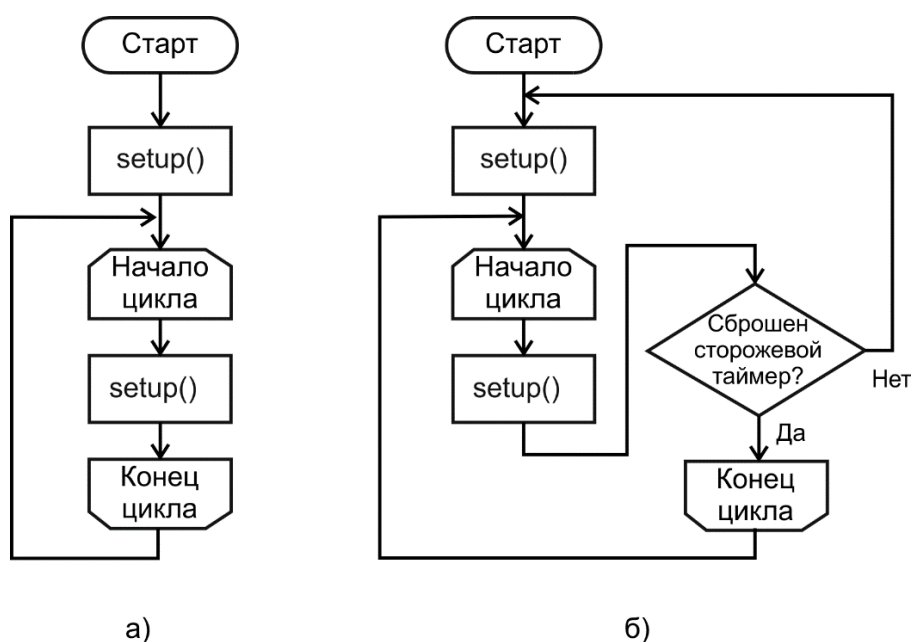 Старт
setup()
Начало
цикла
setup()
Конец
цикла
а)
Старт
setup()
Начало
цикла
setup()
Сброшен
сторожевой
таймер?
Нет
Да
Конец
цикла
б)